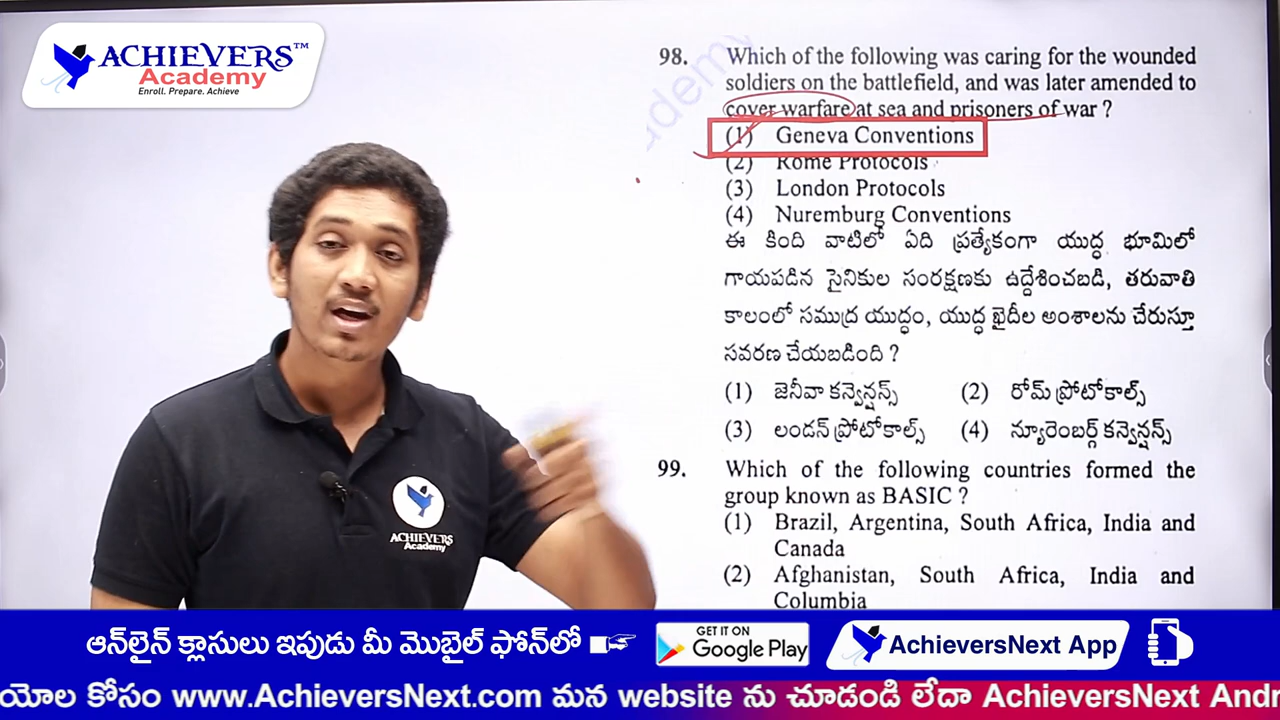 ACHIEVERS™
Academy
Enroll. Prepare. Achieve
ademy
98. Which of the following was caring for the wounded
soldiers on the battlefield, and was later amended to
cover warfare at sea and prisoners of war ?
(1) Geneva Conventions
(2) Rome Protocols
(3) London Protocols
(4) Nuremburg Conventions
ఈ కింది వాటిలో ఏది ప్రత్యేకంగా యుద్ధ భూమిలో
గాయపడిన సైనికుల సంరక్షణకు ఉద్దేశించబడి, తరువాతి
కాలంలో సముద్ర యుద్ధం, యుద్ధ ఖైదీల అంశాలను చేరుస్తూ
సవరణ చేయబడింది ?
(1) జెనీవా కన్వెన్షన్స్ (2) రోమ్ ప్రోటోకాల్స్
(3) లండన్ ప్రోటోకాల్స్ (4) న్యూరెంబర్గ్ కన్వెన్షన్స్
99. Which of the following countries formed the
group known as BASIC ?
(1) Brazil, Argentina, South Africa, India and
Canada
(2) Afghanistan, South Africa, India and
Columbia
ACHIEVERS
Academy
ఆన్‌లైన్ క్లాసులు ఇపుడు మీ మొబైల్ ఫోన్‌లో
GET IT ON
Google Play
AchieversNext App
యోల కోసం www.AchieversNext.com మన website ను చూడండి లేదా AchieversNext Andr